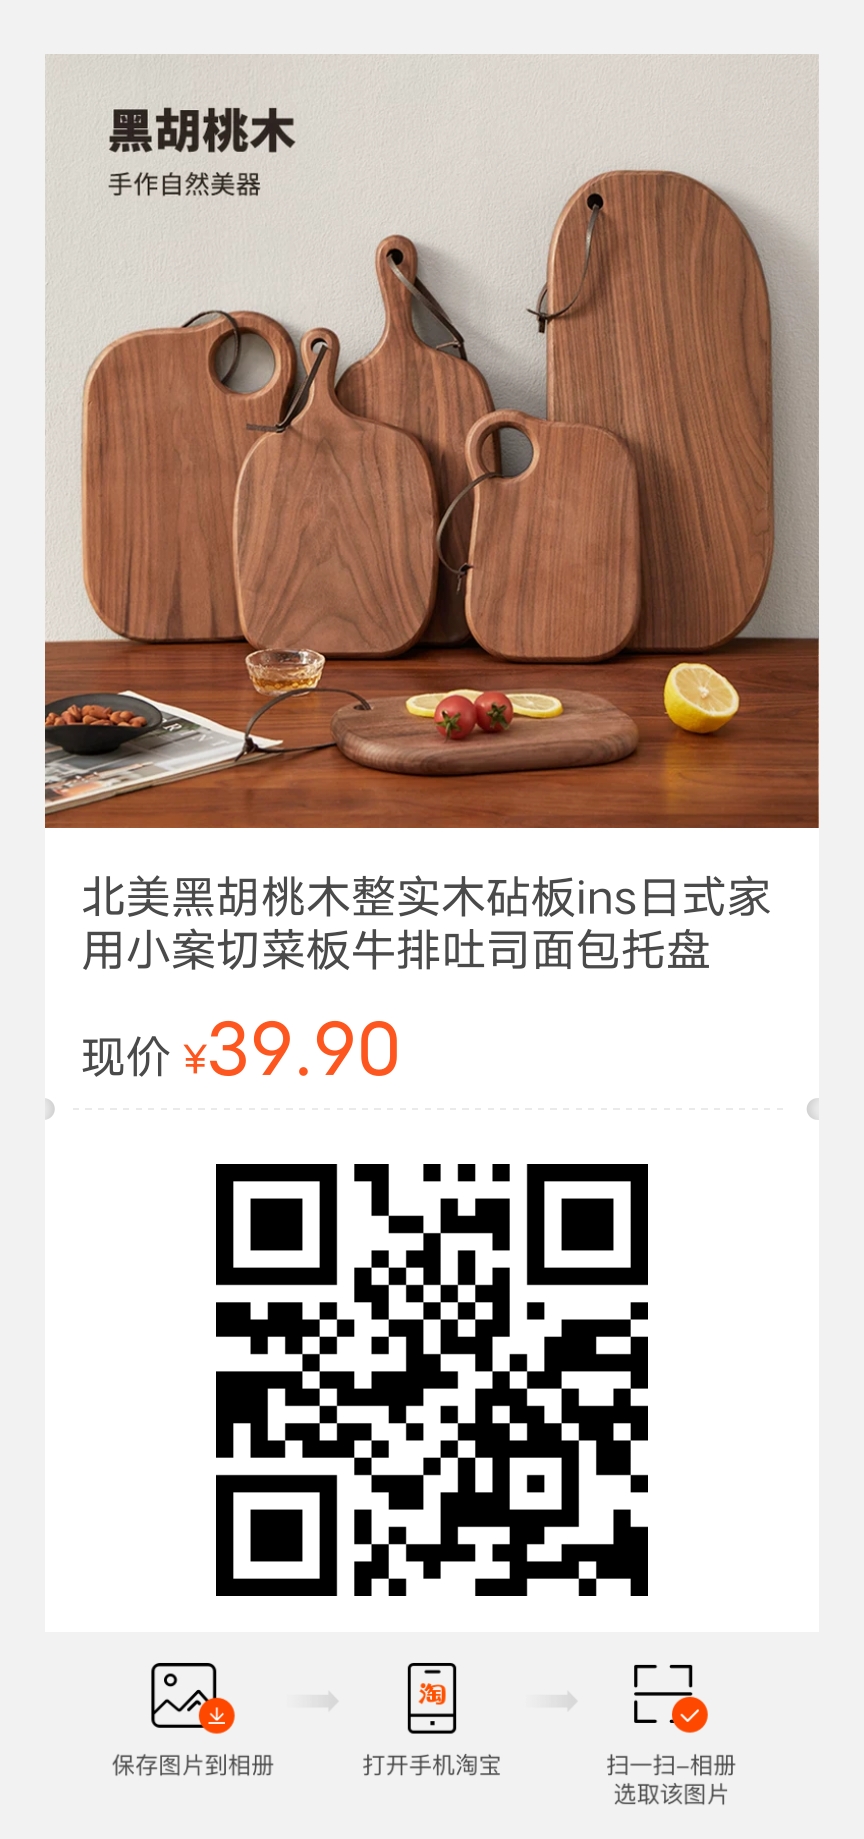 黑胡桃木
手作自然美器
北美黑胡桃木整实木砧板ins日式家
用小案切菜板牛排吐司面包托盘
现价 ¥39.90
淘
保存图片到相册
打开手机淘宝
扫一扫-相册
选取该图片